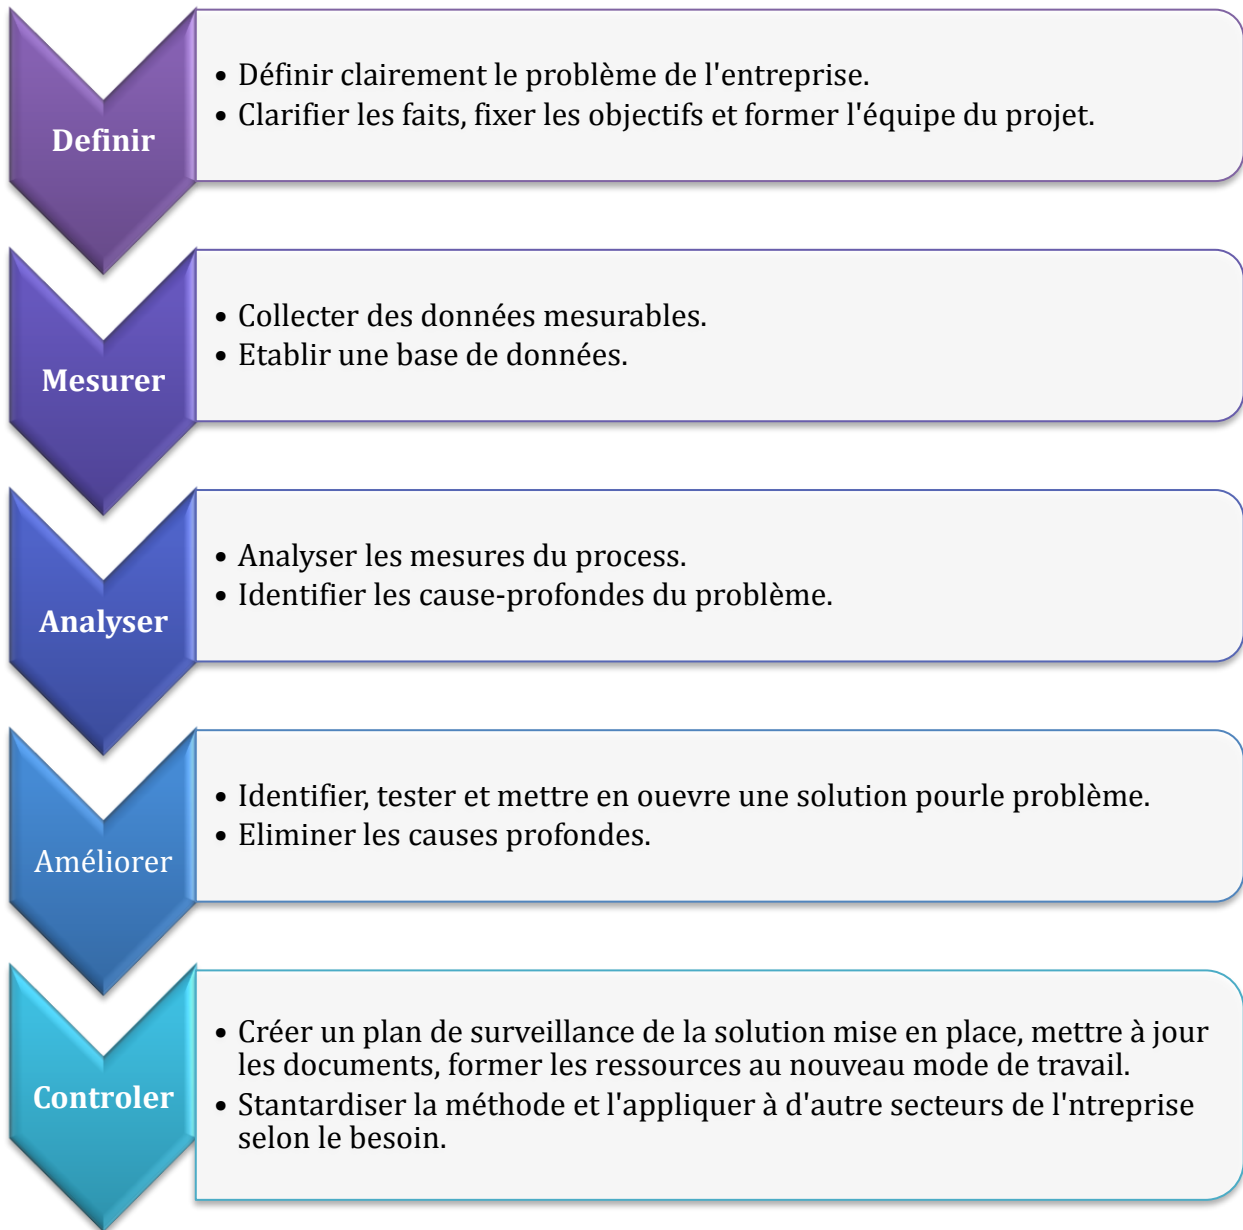 Definir
• Définir clairement le problème de l'entreprise.
• Clarifier les faits, fixer les objectifs et former l'équipe du projet.
Mesurer
• Collecter des données mesurables.
• Etablir une base de données.
Analyser
• Analyser les mesures du process.
• Identifier les cause-profondes du problème.
Améliorer
• Identifier, tester et mettre en ouevre une solution pourle problème.
• Eliminer les causes profondes.
Controler
• Créer un plan de surveillance de la solution mise en place, mettre à jour
les documents, former les ressources au nouveau mode de travail.
• Stantardiser la méthode et l'appliquer à d'autre secteurs de l'ntreprise
selon le besoin.